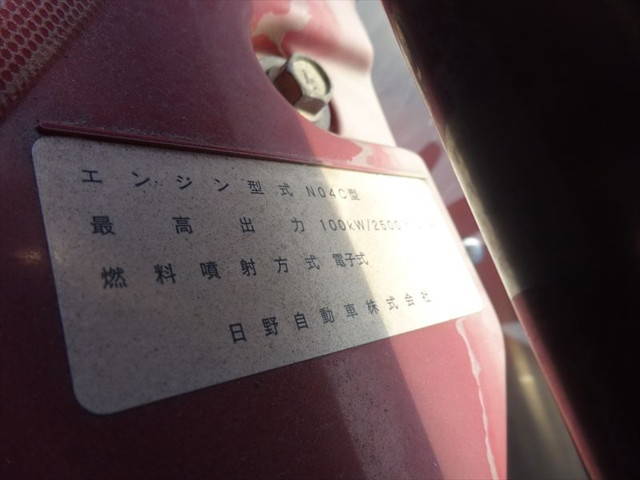 エンジン型式 N04C型
最高出力 100kW/2500
燃料噴射方式 電子式
日野自動車株式会社